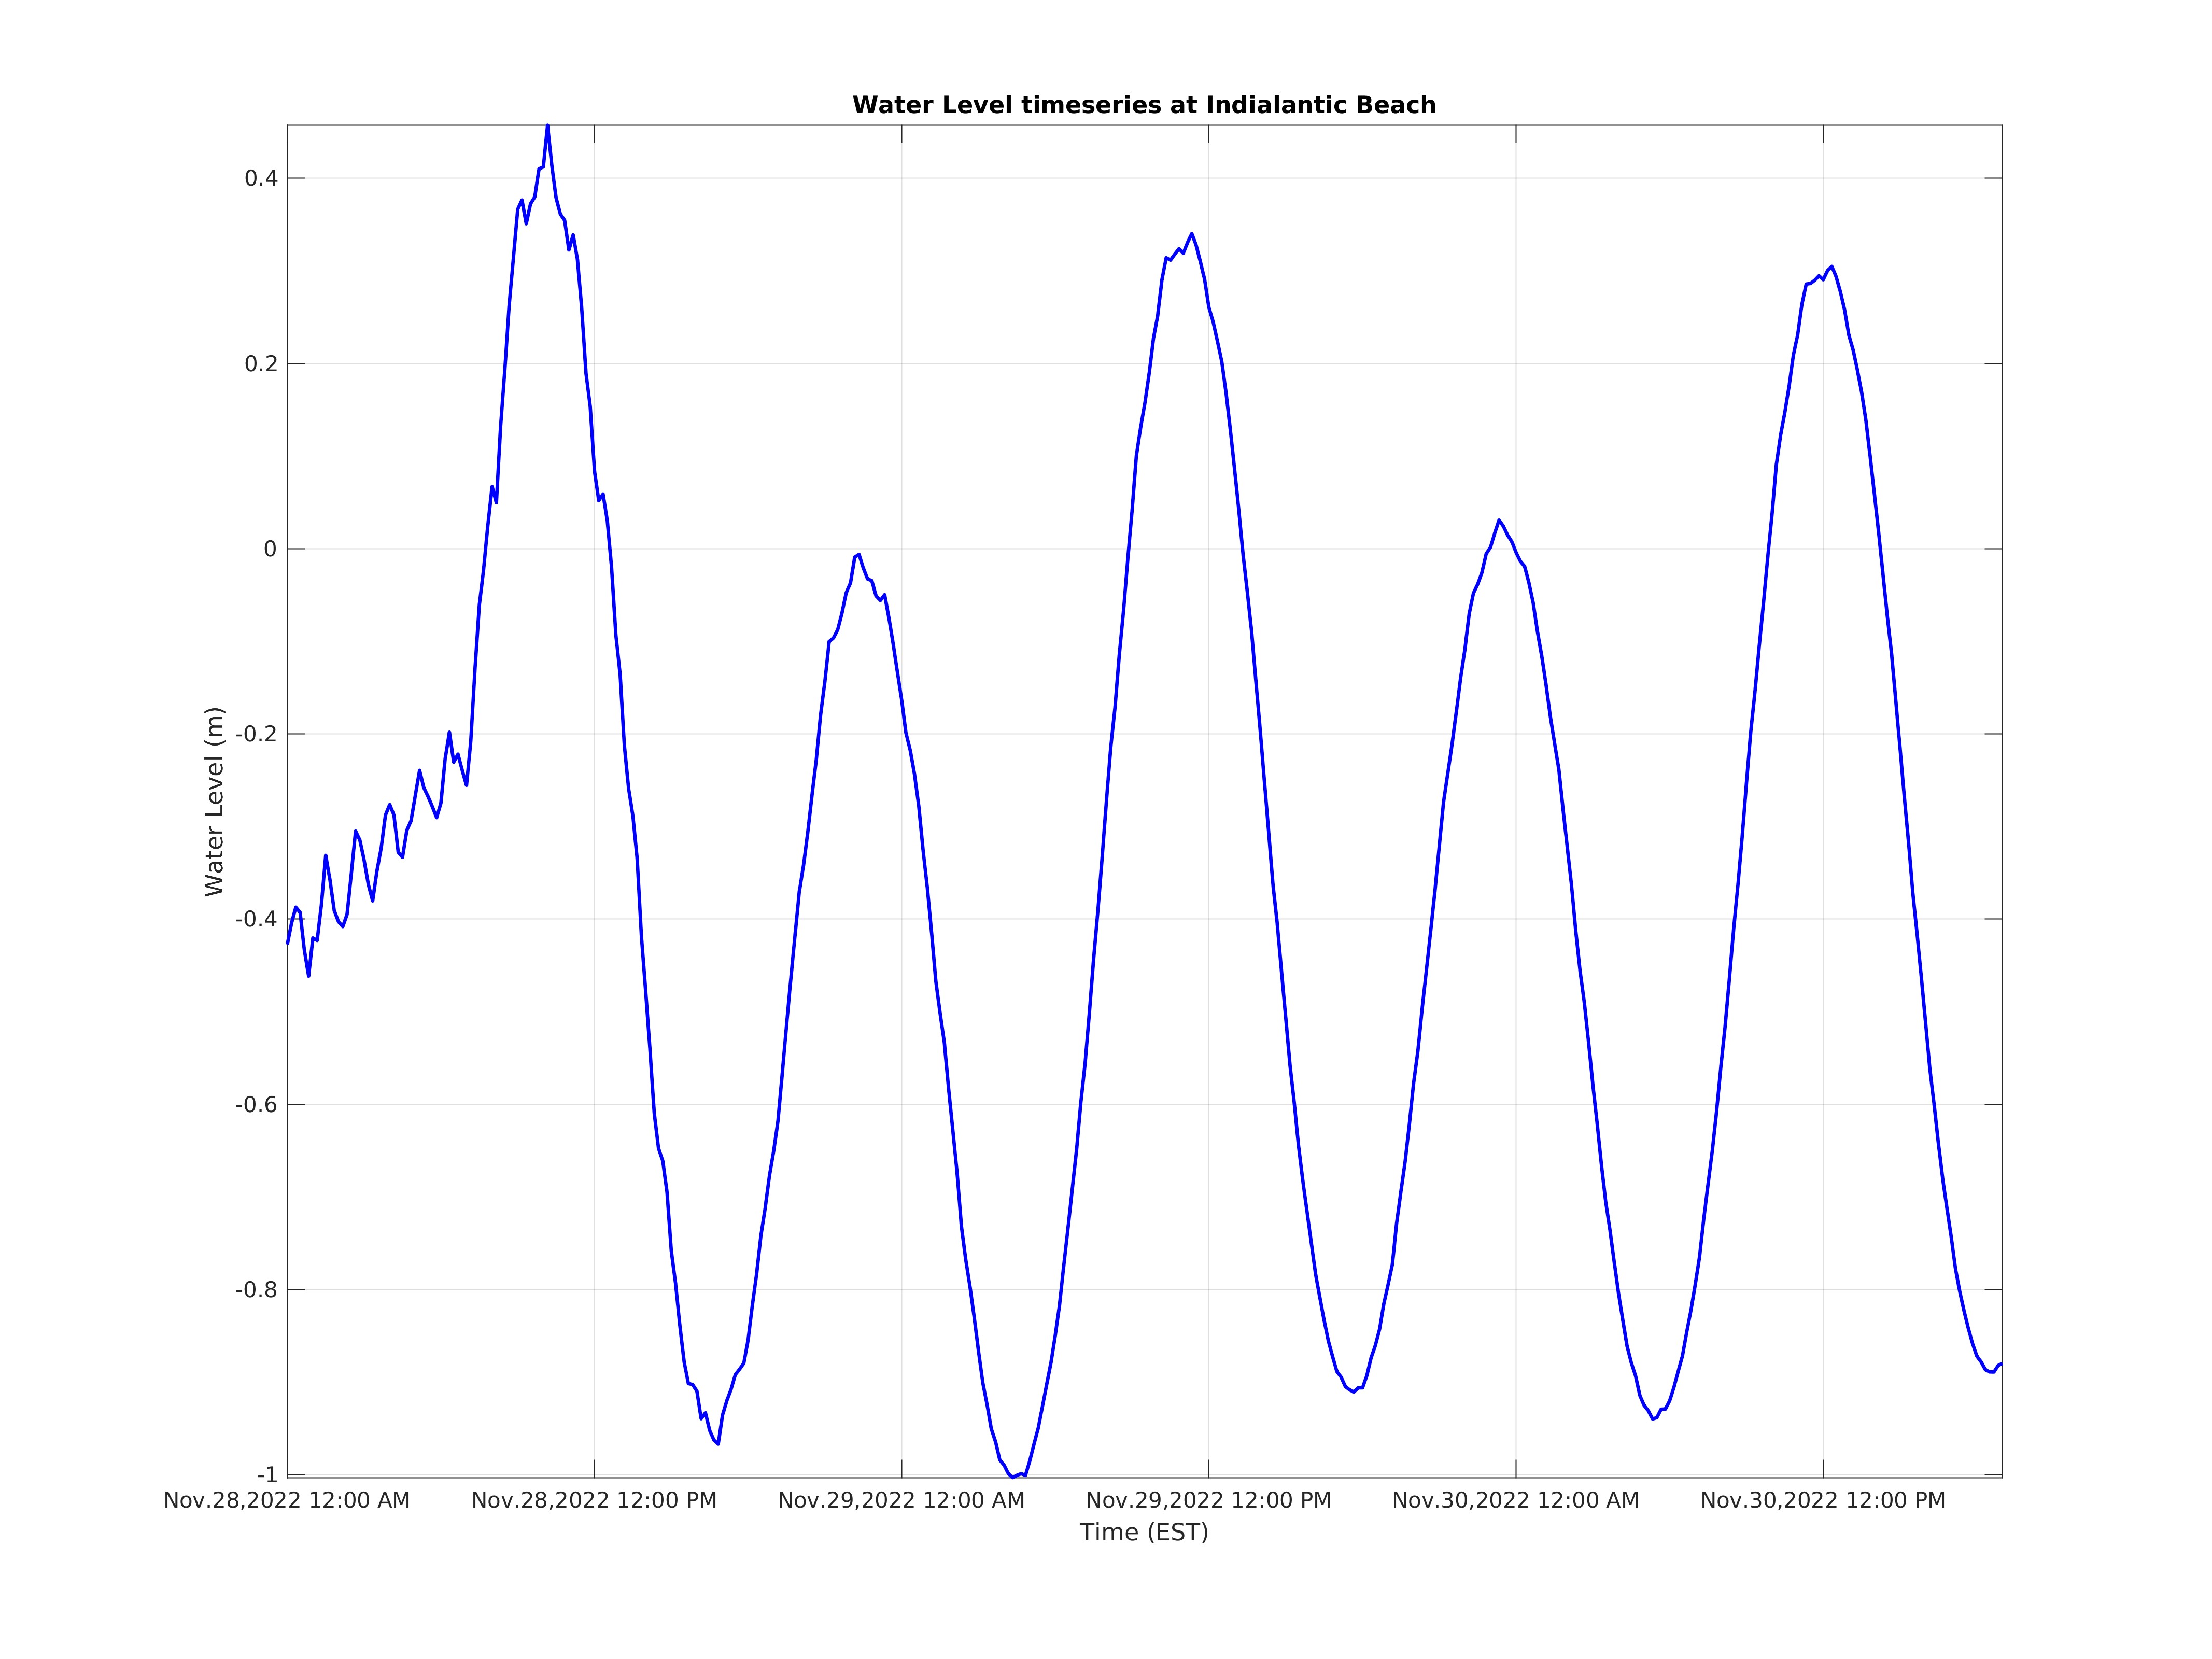 Water Level timeseries at Indialantic Beach
0.4
0.2
0
-0.2
-0.4
-0.6
-0.8
-1
Water Level (m)
Nov.28,2022 12:00 AM Nov.28,2022 12:00 PM Nov.29,2022 12:00 AM Nov.29,2022 12:00 PM Nov.30,2022 12:00 AM Nov.30,2022 12:00 PM
Time (EST)